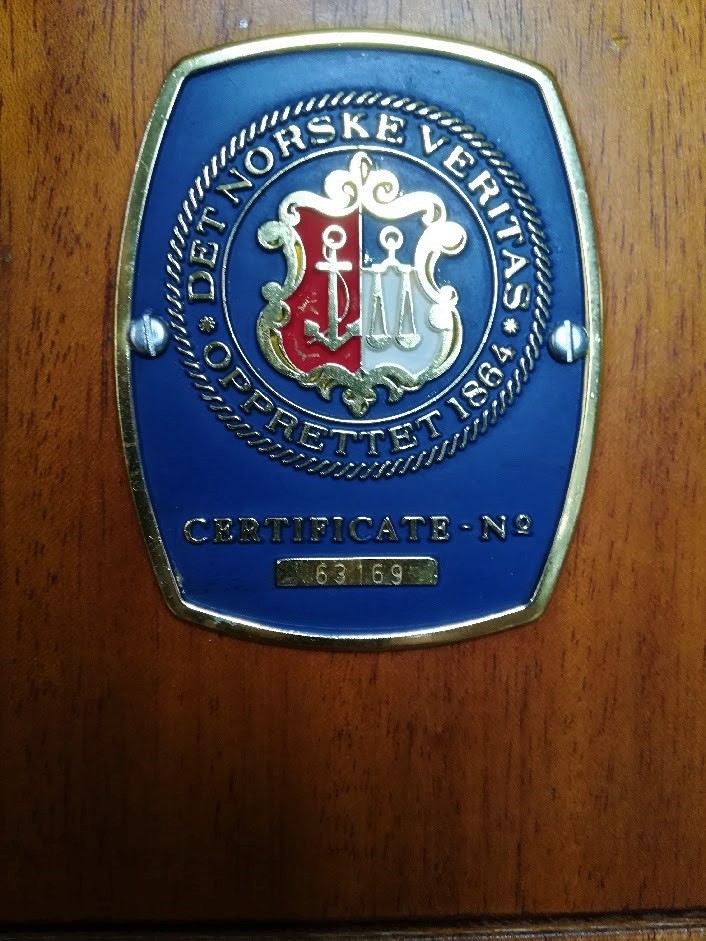 DET NORSKE VERITAS
* OPPRETTET 1864 *
CERTIFICATE - Nº
63169